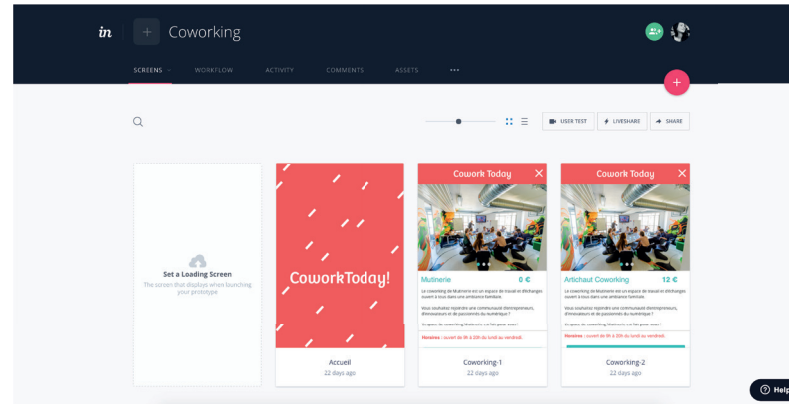 in
+
Coworking
SCREENS
WORKFLOW
ACTIVITY
COMMENTS
ASSETS
USER TEST
LIVESHARE
SHARE
Set a Loading Screen
The screen that displays when launching
your prototype
CoworkToday!
Accueil
22 days ago
Cowork Today
Mutinerie 0 €
Le coworking de Mutinerie est un espace de travail et d'échanges
ouvert à tous dans une ambiance familiale.
Vous souhaitez rejoindre une communauté d'entrepreneurs,
d'innovateurs et de passionnés du numérique ?
Horaires : ouvert de 9h à 20h du lundi au vendredi.
Coworking-1
22 days ago
Cowork Today
Artichaut Coworking 12 €
Le coworking de Mutinerie est un espace de travail et d'échanges
ouvert à tous dans une ambiance familiale.
Vous souhaitez rejoindre une communauté d'entrepreneurs,
d'innovateurs et de passionnés du numérique ?
Horaires : ouvert de 9h à 20h du lundi au vendredi.
Coworking-2
22 days ago
Help